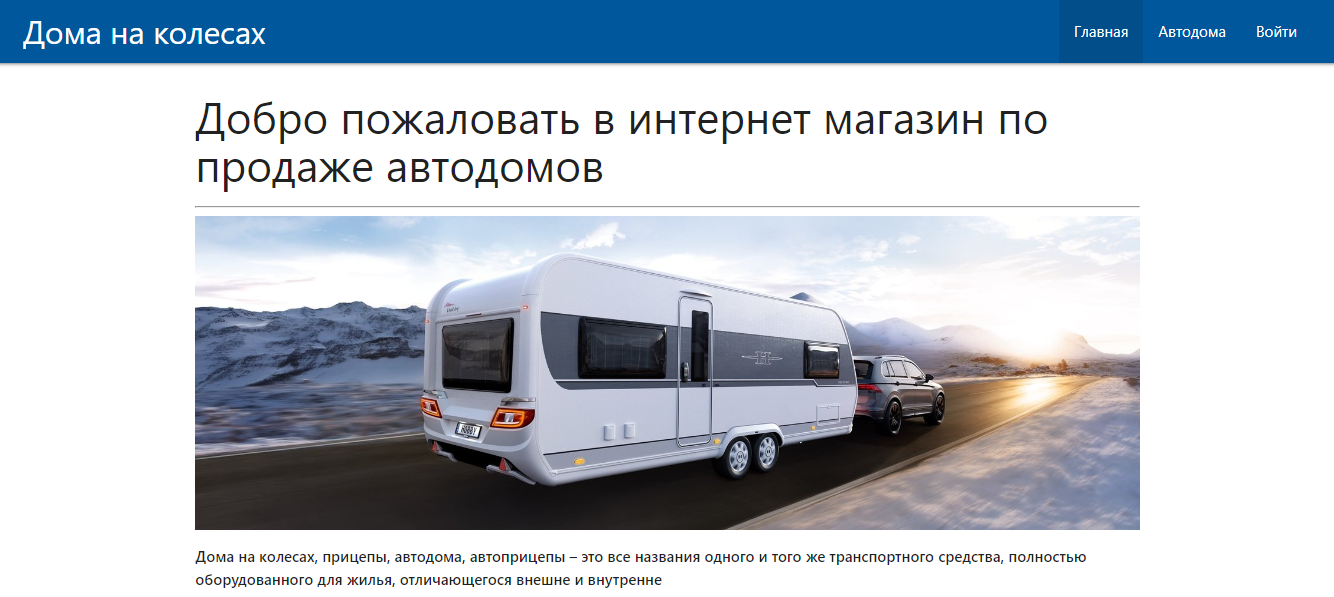 Дома на колесах
Главная
Автодома
Войти
Добро пожаловать в интернет магазин по
продаже автодомов
HOBBY
Дома на колесах, прицепы, автодома, автоприцепы – это все названия одного и того же транспортного средства, полностью
оборудованного для жилья, отличающегося внешне и внутренне